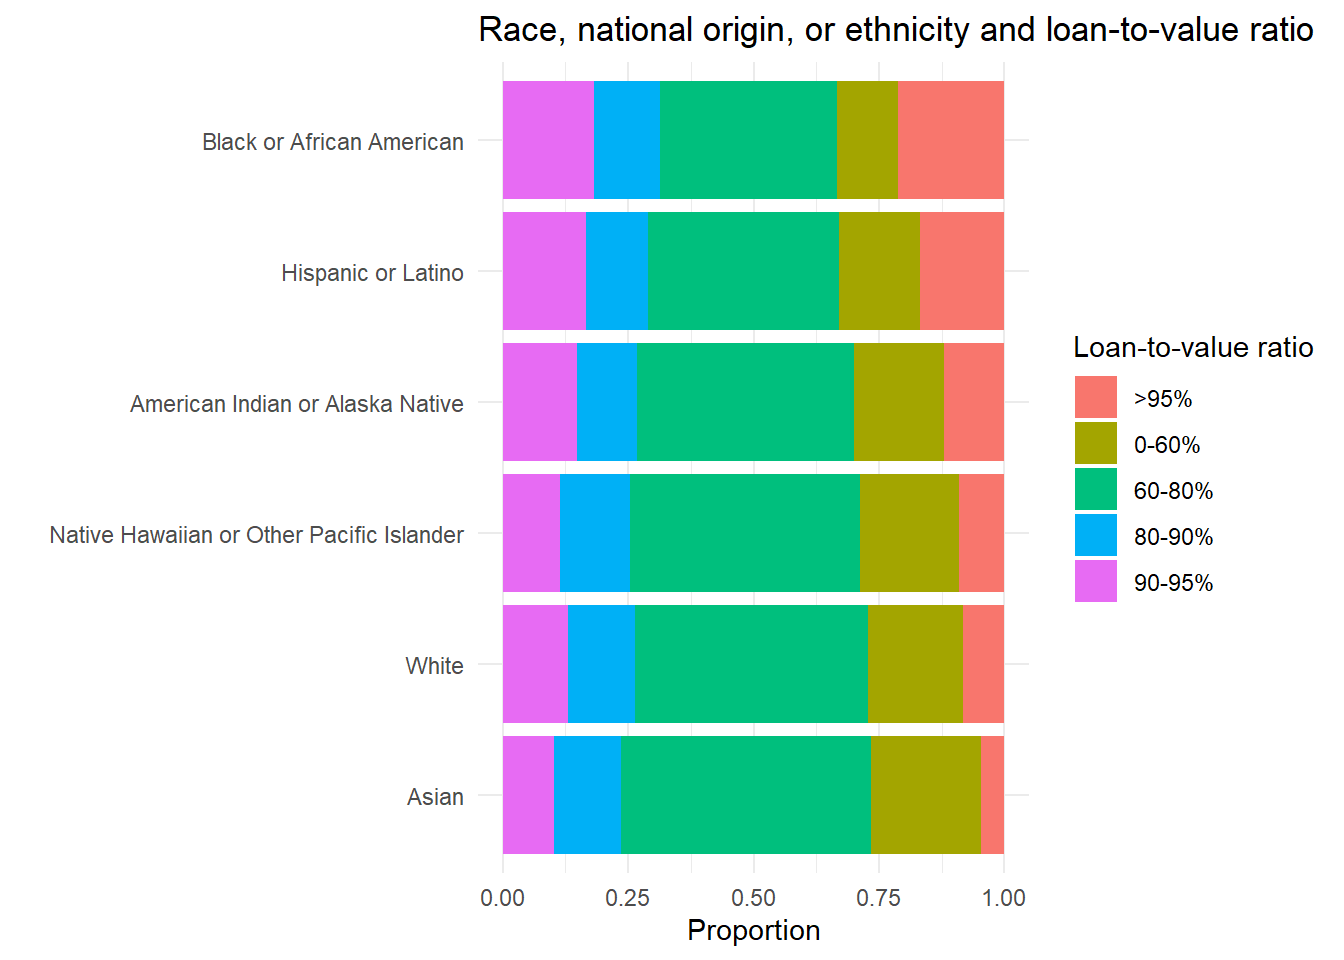 Race, national origin, or ethnicity and loan-to-value ratio
Black or African American
Hispanic or Latino
American Indian or Alaska Native
Native Hawaiian or Other Pacific Islander
White
Asian
0.00 0.25 0.50 0.75 1.00
Proportion
Loan-to-value ratio
>95%
0-60%
60-80%
80-90%
90-95%